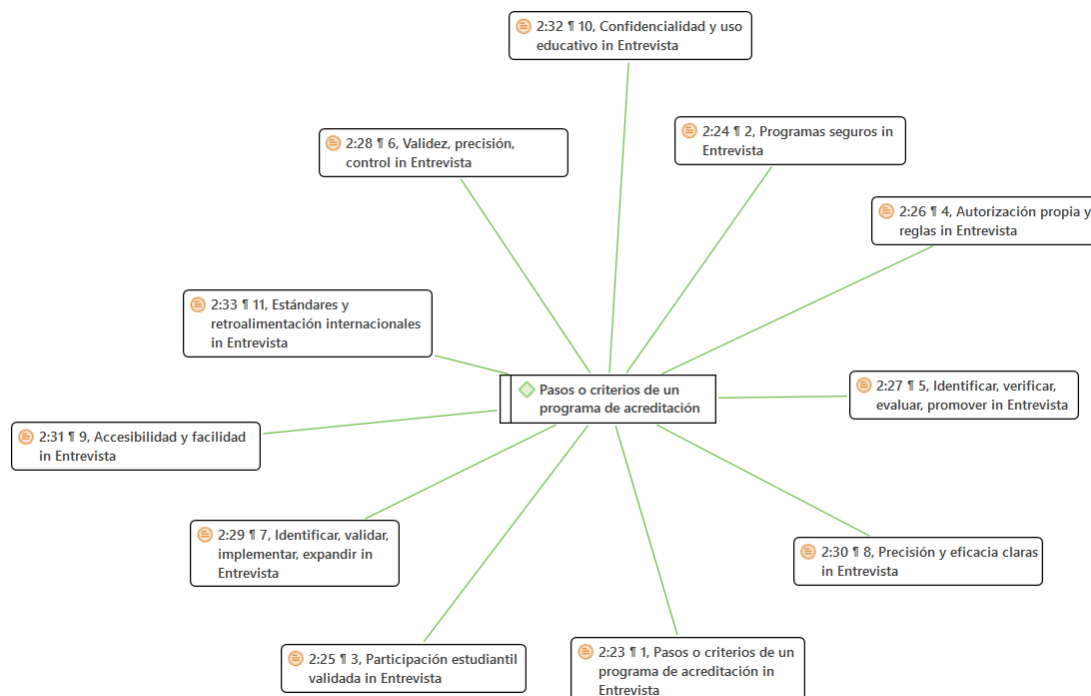 2:32 ¶ 10, Confidencialidad y uso
educativo in Entrevista
2:24 ¶ 2, Programas seguros in
Entrevista
2:28 ¶ 6, Validez, precisión,
control in Entrevista
2:26 ¶ 4, Autorización propia y
reglas in Entrevista
2:33 ¶ 11, Estándares y
retroalimentación internacionales
in Entrevista
Pasos o criterios de un
programa de acreditación
2:27 ¶ 5, Identificar, verificar,
evaluar, promover in Entrevista
2:31 ¶ 9, Accesibilidad y facilidad
in Entrevista
2:29 ¶ 7, Identificar, validar,
implementar, expandir in
Entrevista
2:30 ¶ 8, Precisión y eficacia claras
in Entrevista
2:25 ¶ 3, Participación estudiantil
validada in Entrevista
2:23 ¶ 1, Pasos o criterios de un
programa de acreditación in
Entrevista